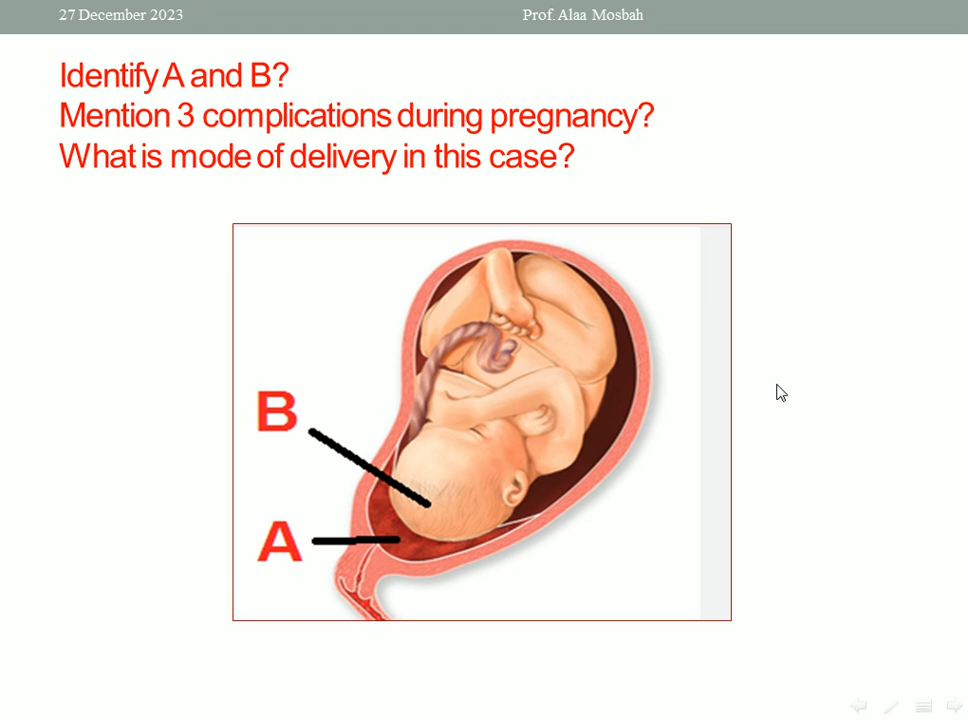 27 December 2023 Prof. Alaa Mosbah
Identify A and B?
Mention 3 complications during pregnancy?
What is mode of delivery in this case?
B
A